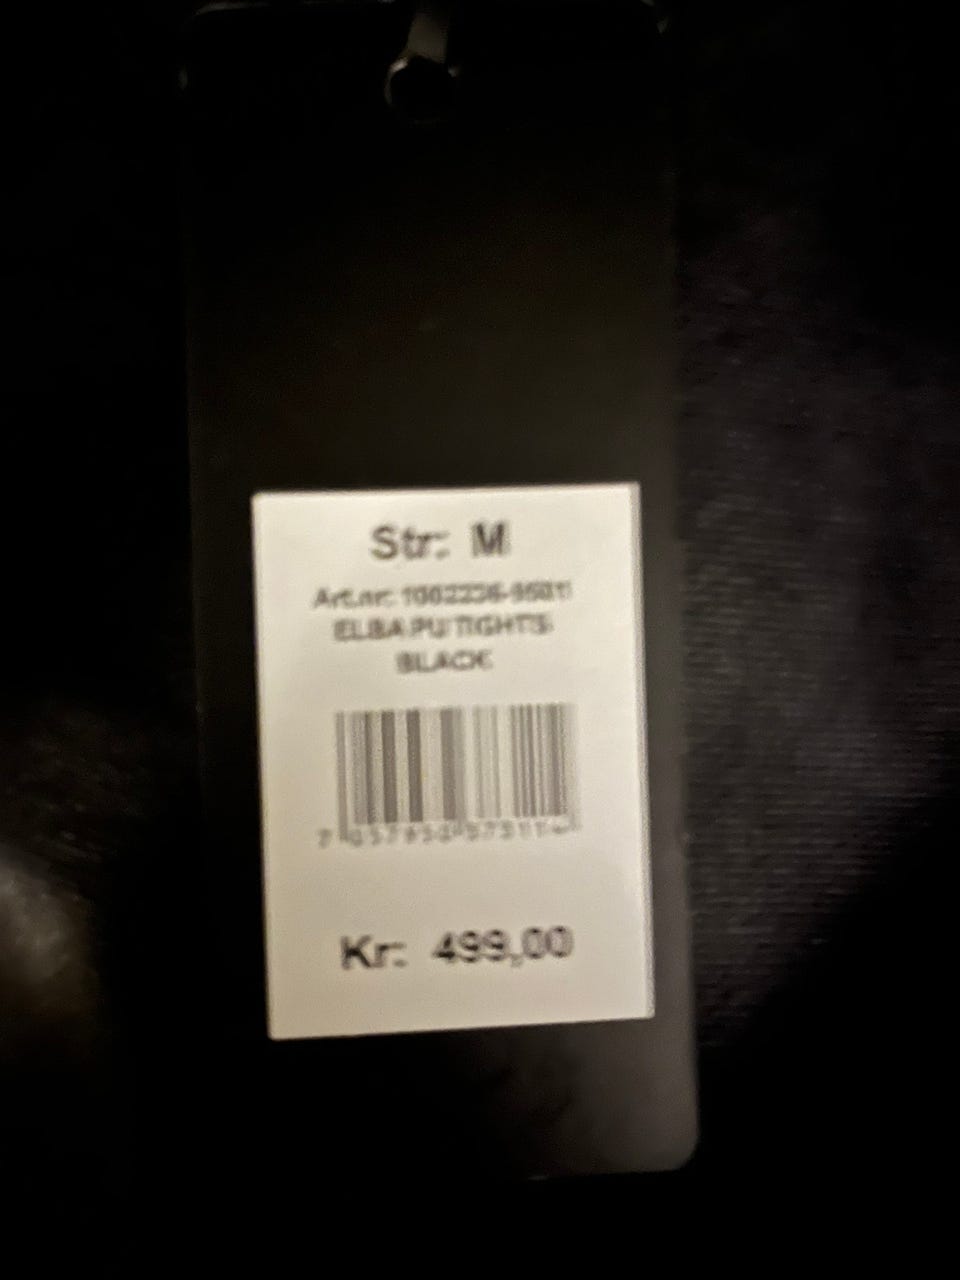 Str: M
Art.nr:
ELBA PU TIGHTS
BLACK
Kr: 499,00